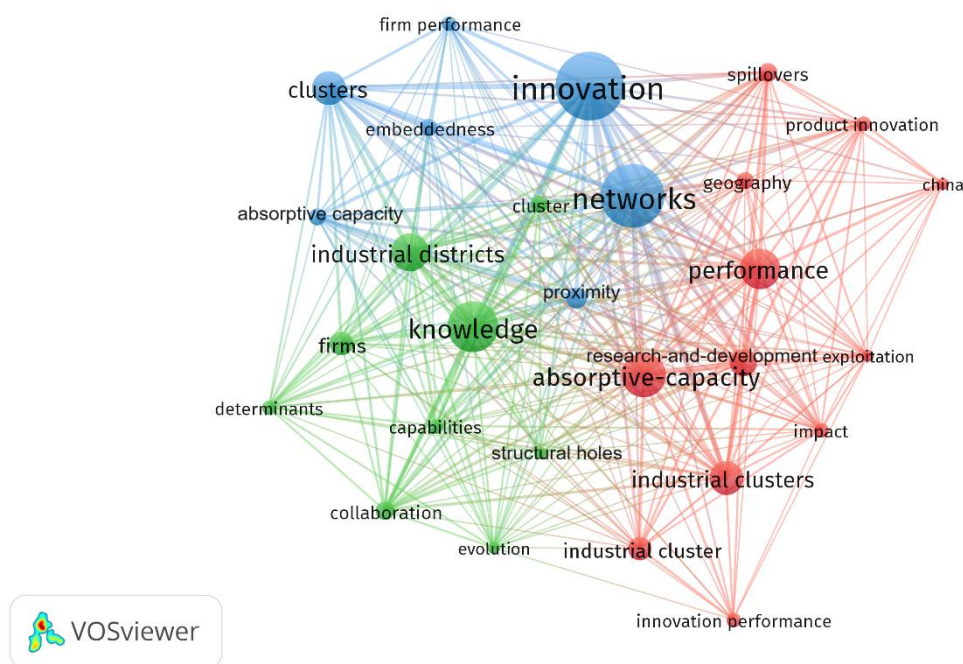 firm performance
innovation
spillovers
clusters
embeddedness
product innovation
geography
china
networks
cluster
absorptive capacity
industrial districts
performance
proximity
knowledge
firms
research-and-development
exploitation
absorptive-capacity
determinants
capabilities
impact
structural holes
industrial clusters
collaboration
evolution
industrial cluster
innovation performance
VOSviewer